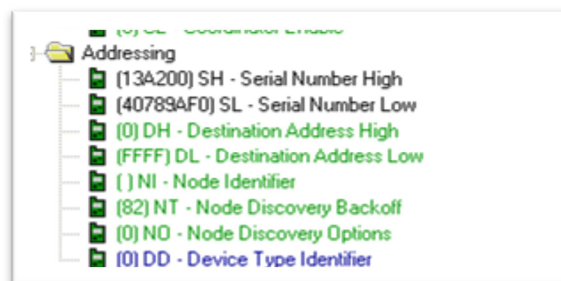 Addressing
(13A200) SH - Serial Number High
(40789AF0) SL - Serial Number Low
(0) DH - Destination Address High
(FFFF) DL - Destination Address Low
( ) NI - Node Identifier
(82) NT - Node Discovery Backoff
(0) NO - Node Discovery Options
(0) DD - Device Type Identifier